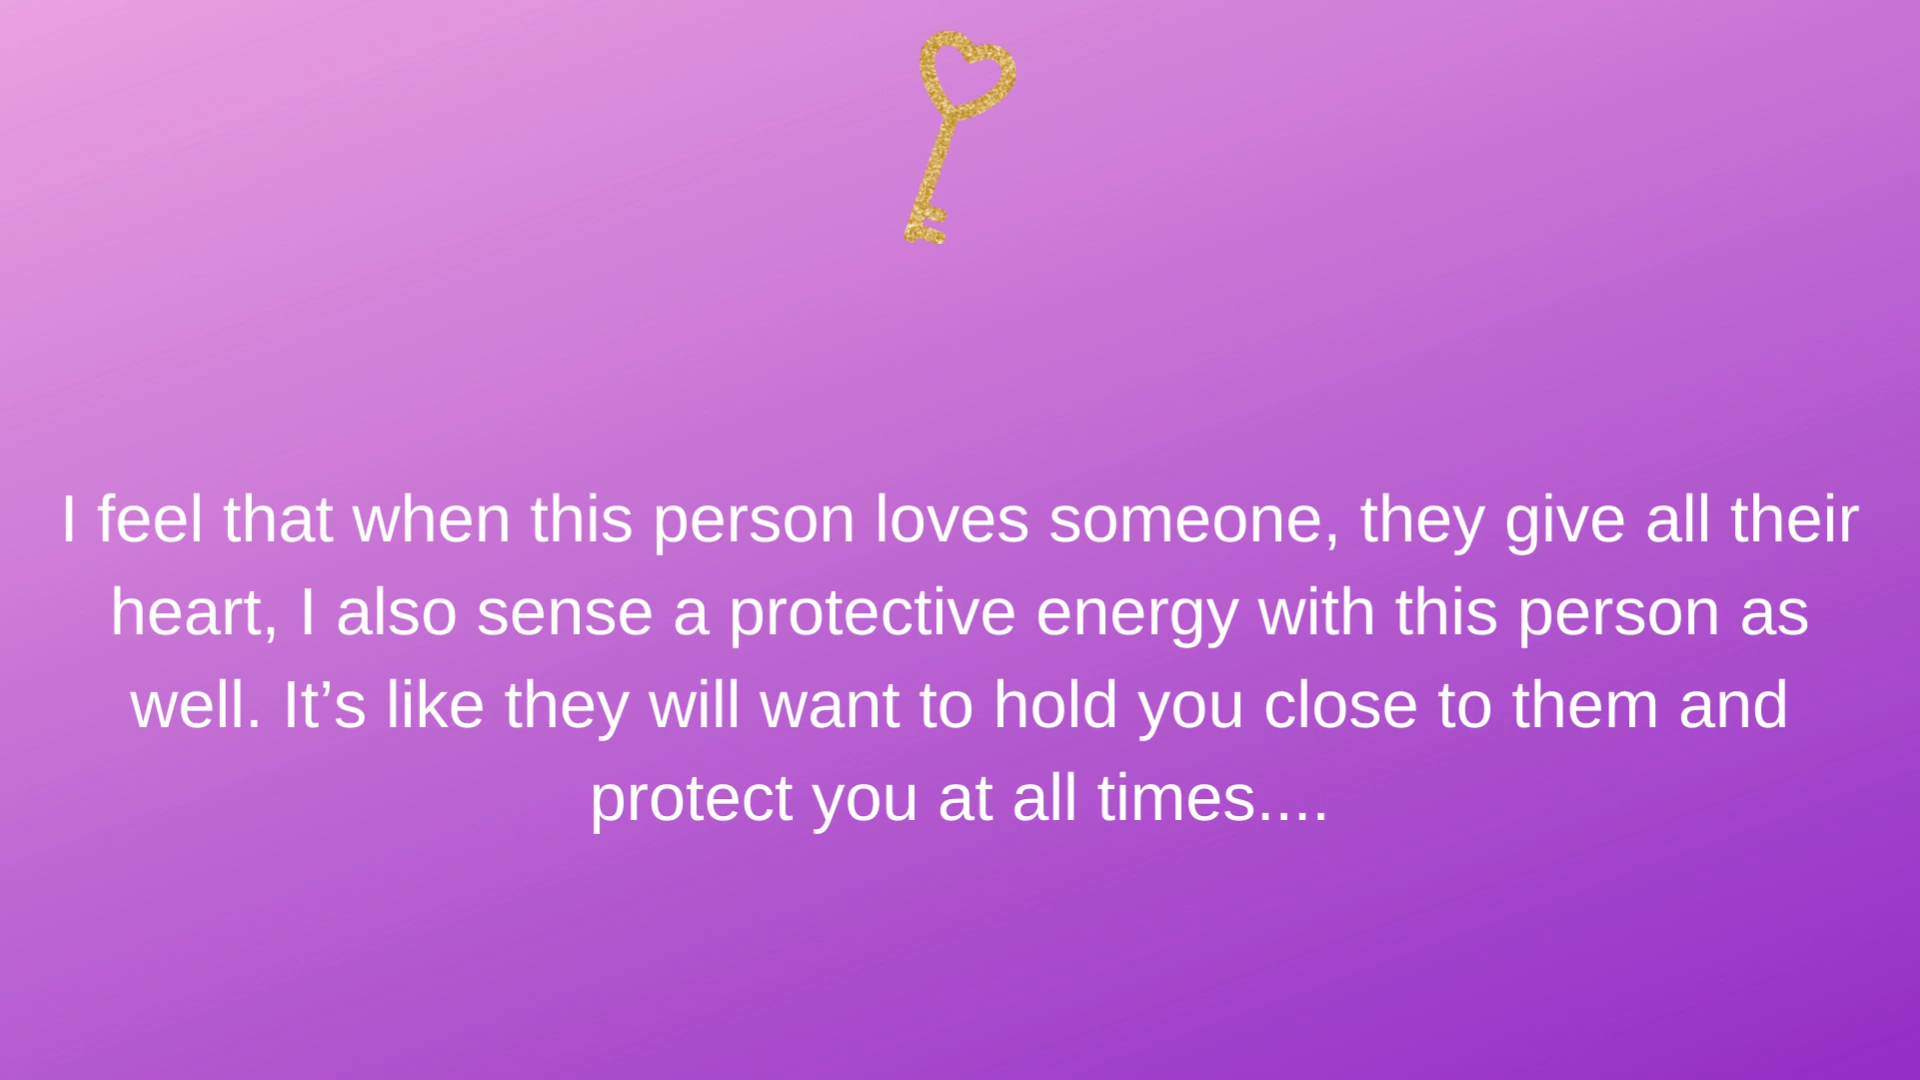 I feel that when this person loves someone, they give all their
heart, I also sense a protective energy with this person as
well. It’s like they will want to hold you close to them and
protect you at all times....